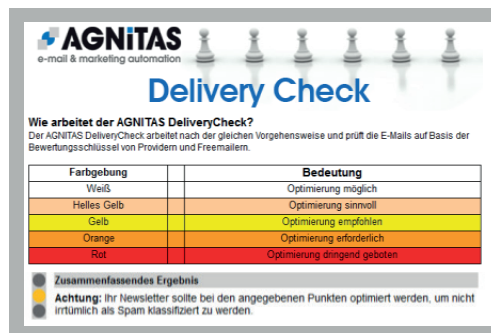 AGNITAS
e-mail & marketing automation
Delivery Check
Wie arbeitet der AGNITAS DeliveryCheck?
Der AGNITAS DeliveryCheck arbeitet nach der gleichen Vorgehensweise und prüft die E-Mails auf Basis der
Bewertungsschlüssel von Providern und Freemailern.
Farbgebung Bedeutung
Weiß Optimierung möglich
Helles Gelb Optimierung sinnvoll
Gelb Optimierung empfohlen
Orange Optimierung erforderlich
Rot Optimierung dringend geboten
Zusammenfassendes Ergebnis
Achtung: Ihr Newsletter sollte bei den angegebenen Punkten optimiert werden, um nicht
irrtümlich als Spam klassifiziert zu werden.